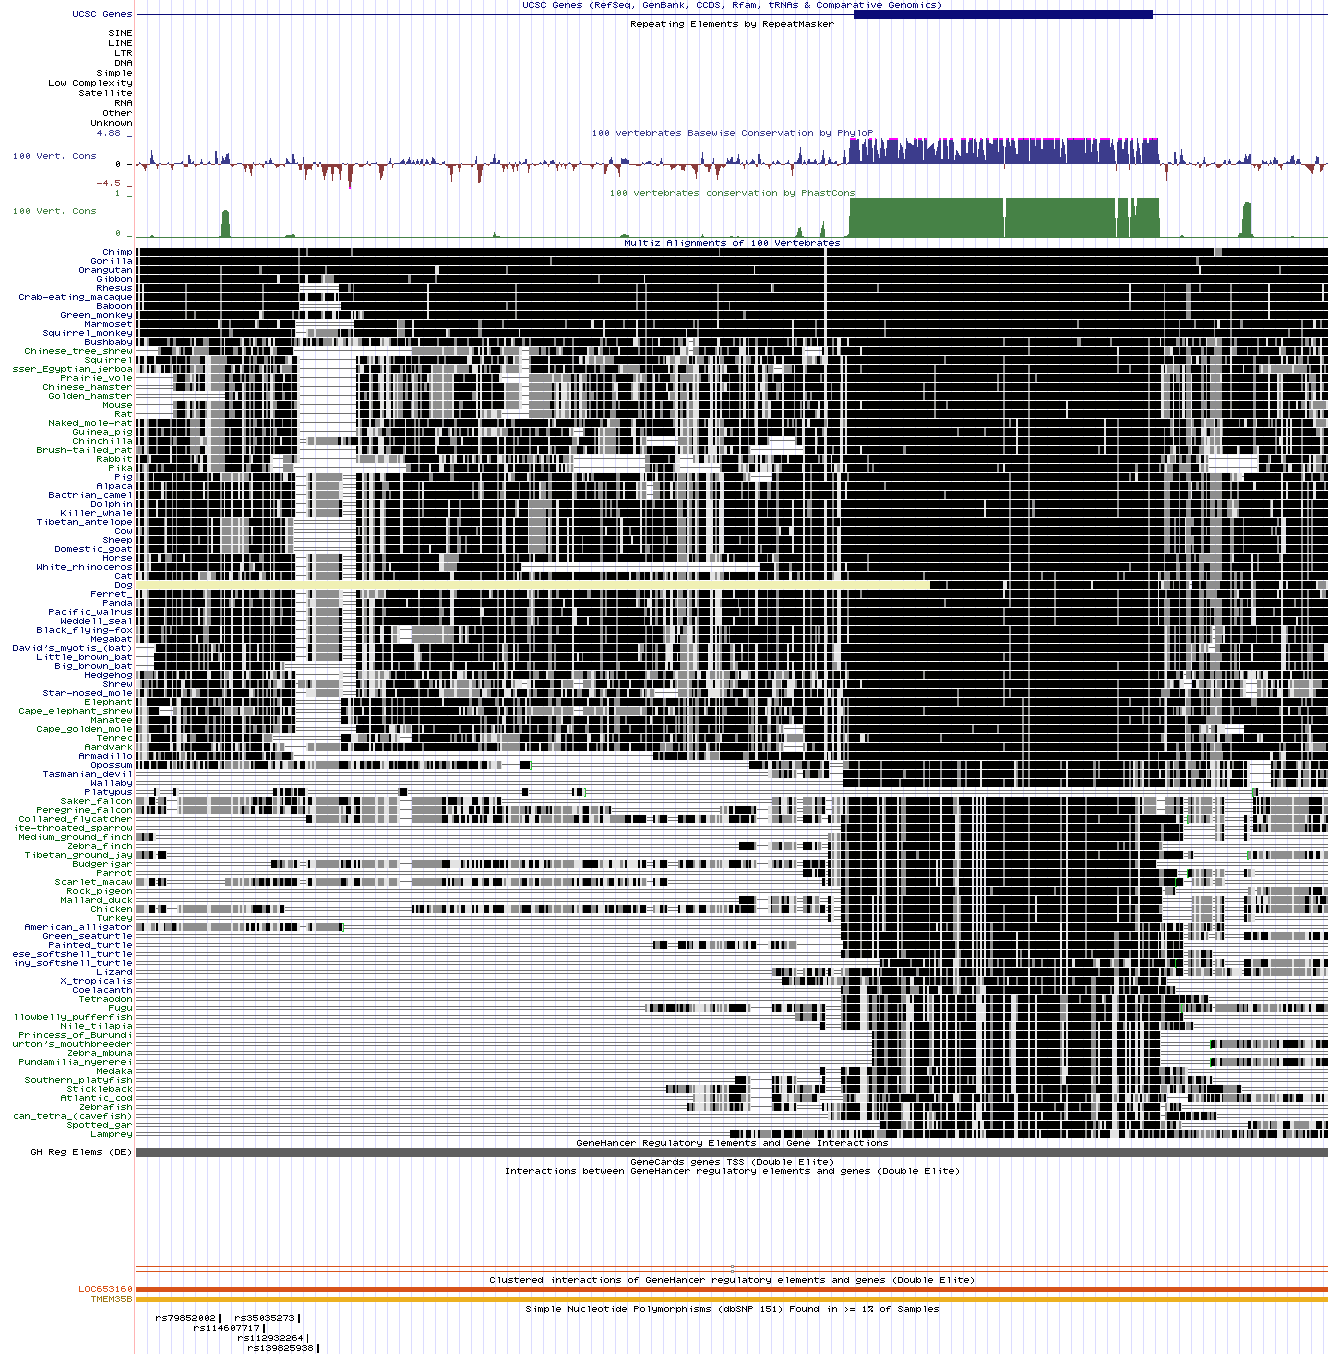 UCSC Genes (RefSeq, GenBank, CCDS, Rfam, tRNAs & Comparative Genomics)
UCSC Genes
Repeating Elements by RepeatMasker
SINE
LINE
LTR
DNA
Simple
Low Complexity
Satellite
RNA
Other
Unknown
4.88 _
100 vertebrates Basewise Conservation by PhyloP
100 Vert. Cons
0 _
-4.5 _
1 _
100 vertebrates conservation by PhastCons
100 Vert. Cons
0 _
Multiz Alignments of 100 Vertebrates
Chimp
Gorilla
Orangutan
Gibbon
Rhesus
Crab-eating_macaque
Baboon
Green_monkey
Marmoset
Squirrel_monkey
Bushbaby
Chinese_tree_shrew
Squirrel
sser_Egyptian_jerboa
Prairie_vole
Chinese_hamster
Golden_hamster
Mouse
Rat
Naked_mole-rat
Guinea_pig
Chinchilla
Brush-tailed_rat
Rabbit
Pika
Pig
Alpaca
Bactrian_camel
Dolphin
Killer_whale
Tibetan_antelope
Cow
Sheep
Domestic_goat
Horse
White_rhinoceros
Cat
Dog
Ferret_
Panda
Pacific_walrus
Weddell_seal
Black_flying-fox
Megabat
David's_myotis_(bat)
Little_brown_bat
Big_brown_bat
Hedgehog
Shrew
Star-nosed_mole
Elephant
Cape_elephant_shrew
Manatee
Cape_golden_mole
Tenrec
Aardvark
Armadillo
Opossum
Tasmanian_devil
Wallaby
Platypus
Saker_falcon
Peregrine_falcon
Collared_flycatcher
ite-throated_sparrow
Medium_ground_finch
Zebra_finch
Tibetan_ground_jay
Budgerigar
Parrot
Scarlet_macaw
Rock_pigeon
Mallard_duck
Chicken
Turkey
American_alligator
Green_seaturtle
Painted_turtle
ese_softshell_turtle
iny_softshell_turtle
Lizard
X_tropicalis
Coelacanth
Tetraodon
Fugu
llowbelly_pufferfish
Nile_tilapia
Princess_of_Burundi
urton's_mouthbreeder
Zebra_mbuna
Pundamilia_nyererei
Medaka
Southern_platyfish
Stickleback
Atlantic_cod
Zebrafish
can_tetra_(cavefish)
Spotted_gar
Lamprey
GeneHancer Regulatory Elements and Gene Interactions
GH Reg Elems (DE)
GeneCards genes TSS (Double Elite)
Interactions between GeneHancer regulatory elements and genes (Double Elite)
Clustered interactions of GeneHancer regulatory elements and genes (Double Elite)
LOC653160
TMEM35B
Simple Nucleotide Polymorphisms (dbSNP 151) Found in >= 1% of Samples
rs79852002 rs35035273
rs114607717
rs112932264
rs139825938